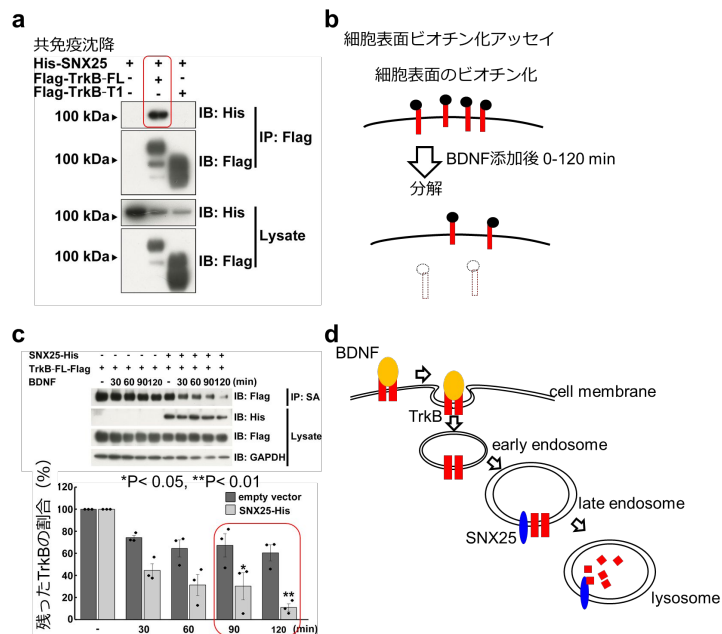 a
共免疫沈降
His-SNX25 + + +
Flag-TrkB-FL - + -
Flag-TrkB-T1 - - +
100 kDa IB: His
IP: Flag
100 kDa IB: Flag
100 kDa IB: His
Lysate
100 kDa IB: Flag
b
細胞表面ビオチン化アッセイ
細胞表面のビオチン化
BDNF添加後 0-120 min
分解
c
SNX25-His - - - - - + + + + +
TrkB-FL-Flag + + + + + + + + + +
BDNF - 30 60 90 120 - 30 60 90 120 (min)
IB: Flag IP: SA
IB: His
IB: Flag Lysate
IB: GAPDH
*P< 0.05, **P< 0.01
残ったTrkBの割合 (%)
120
100
80
60
40
20
0
empty vector
SNX25-His
*
**
- 30 60 90 120 (min)
d
BDNF
cell membrane
TrkB
early endosome
late endosome
SNX25
lysosome